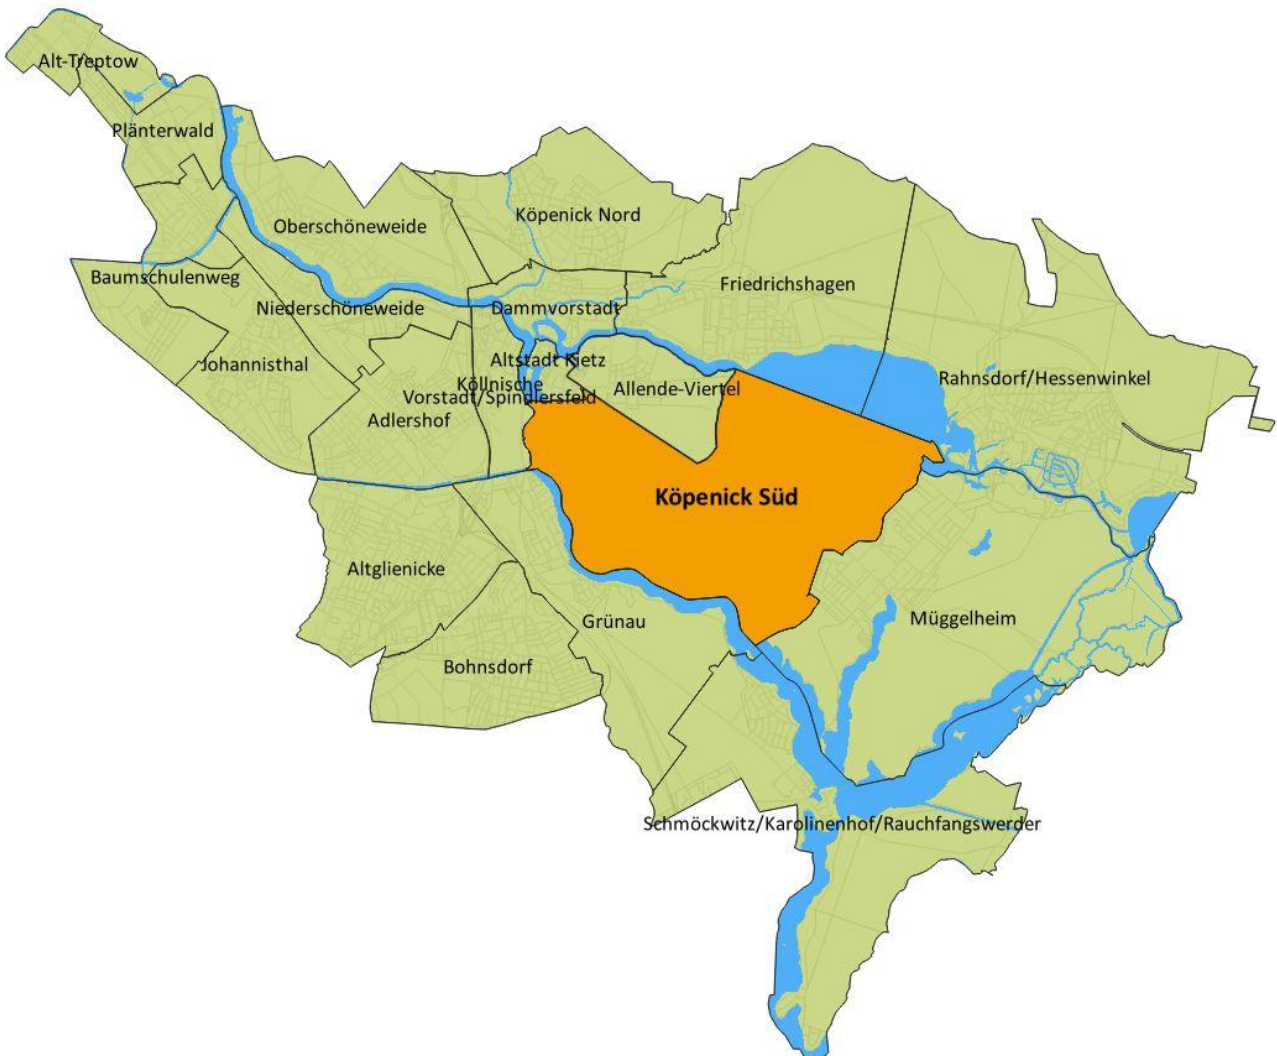 Alt-Treptow
Plänterwald
Köpenick Nord
Oberschöneweide
Baumschulenweg
Friedrichshagen
Niederschöneweide
Dammvorstadt
Johannisthal
Altstadt Kietz
Rahnsdorf/Hessenwinkel
Köllnische
Vorstadt/Spindlersfeld
Allende-Viertel
Adlershof
Köpenick Süd
Altglienicke
Grünau
Müggelheim
Bohnsdorf
Schmöckwitz/Karolinenhof/Rauchfangswerder